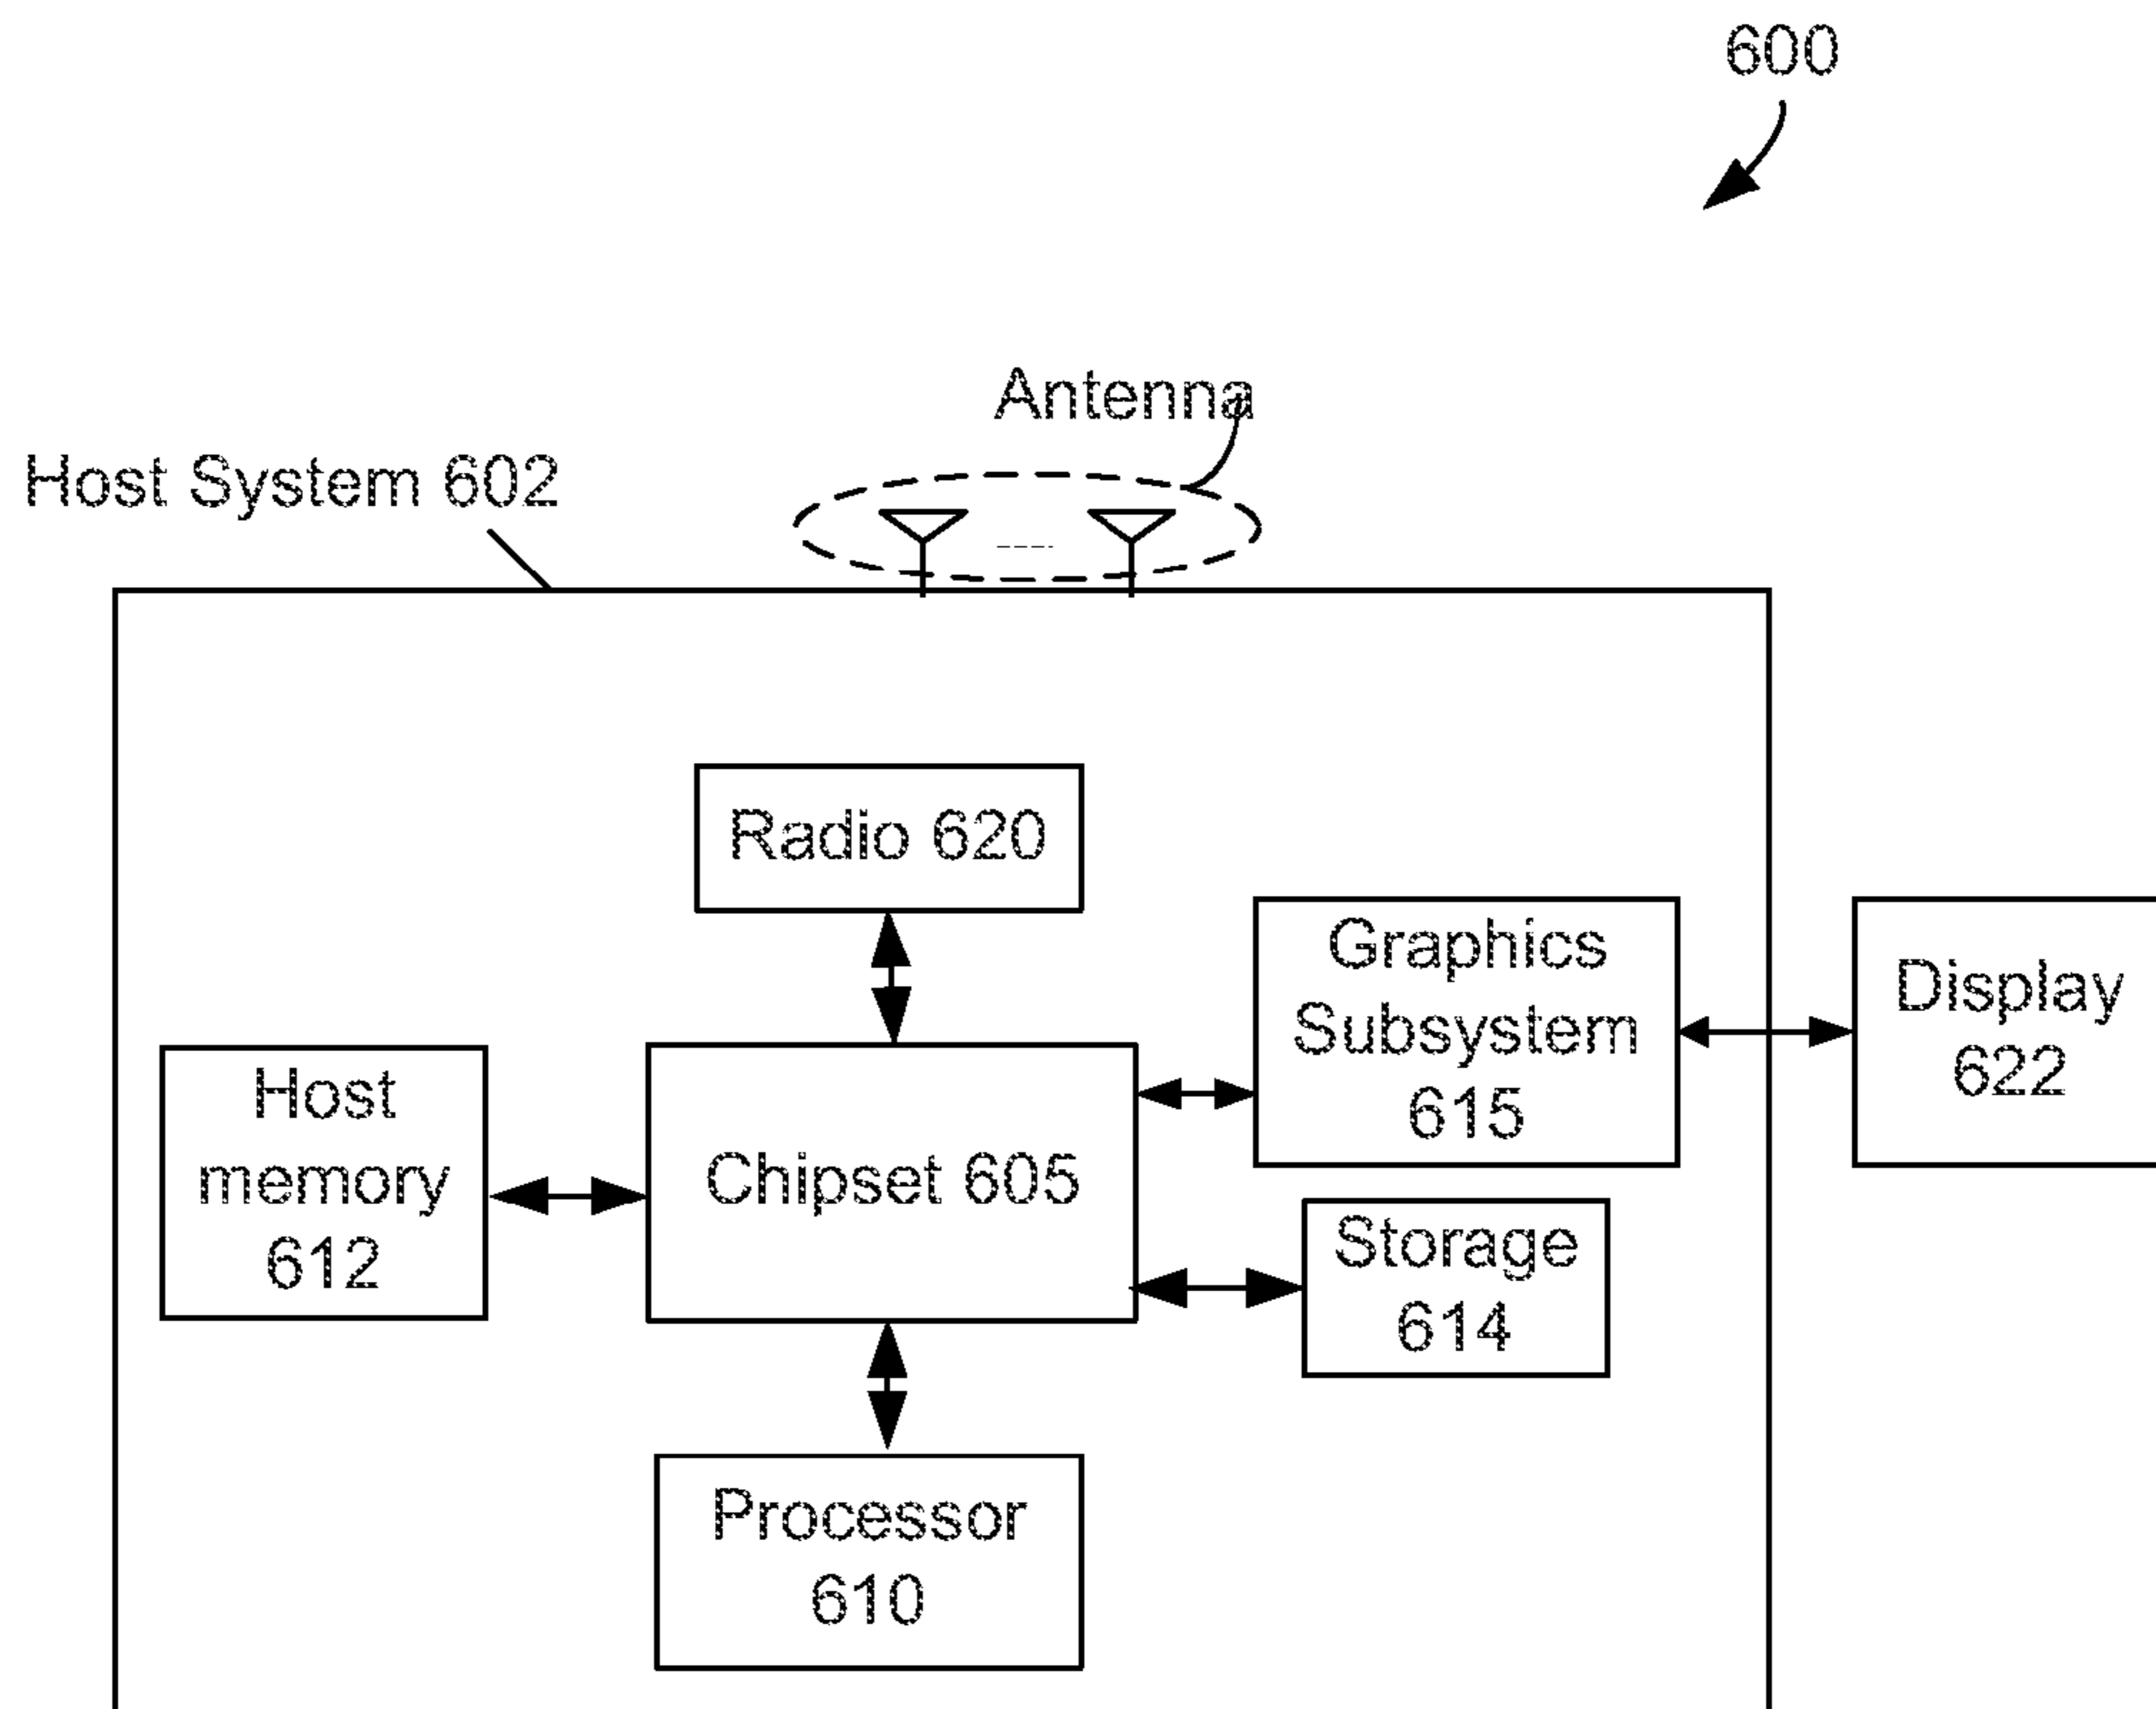 600
Antenna
Host System 602
Radio 620
Graphics
Subsystem
615
Display
622
Host
memory
612
Chipset 605
Storage
614
Processor
610